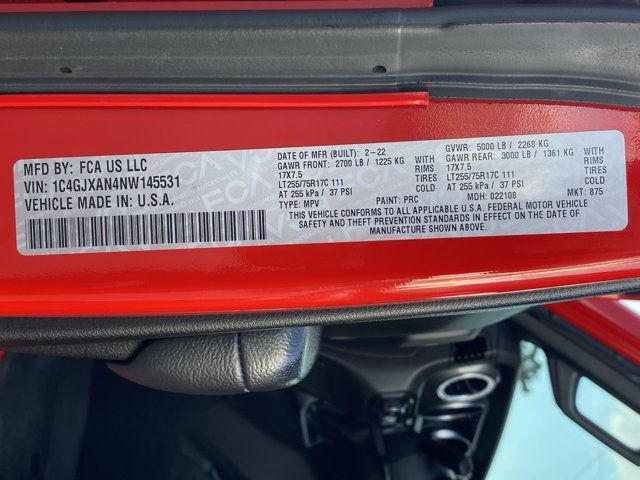 MFD BY: FCA US LLC
VIN: 1C4GJXAN4NW145531
VEHICLE MADE IN: U.S.A.
DATE OF MFR (BUILT): 2-22
GAWR FRONT: 2700 LB / 1225 KG
17X7.5
LT255/75R17C 111
AT 255 kPa / 37 PSI
TYPE: MPV
WITH
RIMS
TIRES
COLD
GVWR: 5000 LB / 2268 KG
GAWR REAR: 3000 LB / 1361 KG
17X7.5
LT255/75R17C 111
AT 255 kPa / 37 PSI
WITH
RIMS
TIRES
COLD
PAINT: PRC
MDH: 022108
MKT: 875
THIS VEHICLE CONFORMS TO ALL APPLICABLE U.S.A. FEDERAL MOTOR VEHICLE
SAFETY AND THEFT PREVENTION STANDARDS IN EFFECT ON THE DATE OF
MANUFACTURE SHOWN ABOVE.